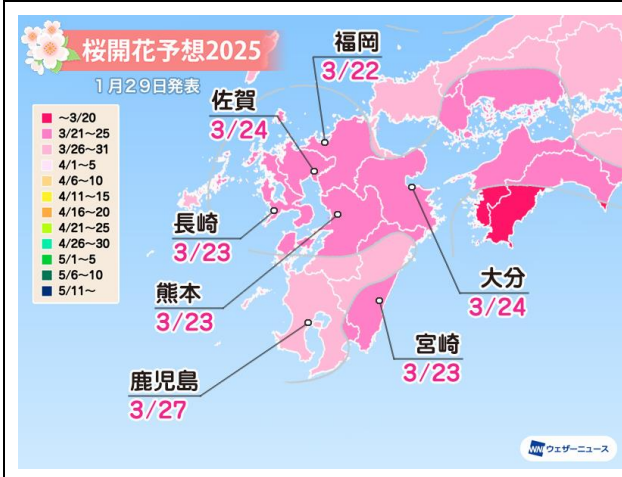 桜開花予想2025
1月29日発表
～3/20
3/21～25
3/26～31
4/1～5
4/6～10
4/11～15
4/16～20
4/21～25
4/26～30
5/1～5
5/6～10
5/11～
福岡
3/22
佐賀
3/24
長崎
3/23
熊本
3/23
鹿児島
3/27
大分
3/24
宮崎
3/23
WNI ウェザーニュース